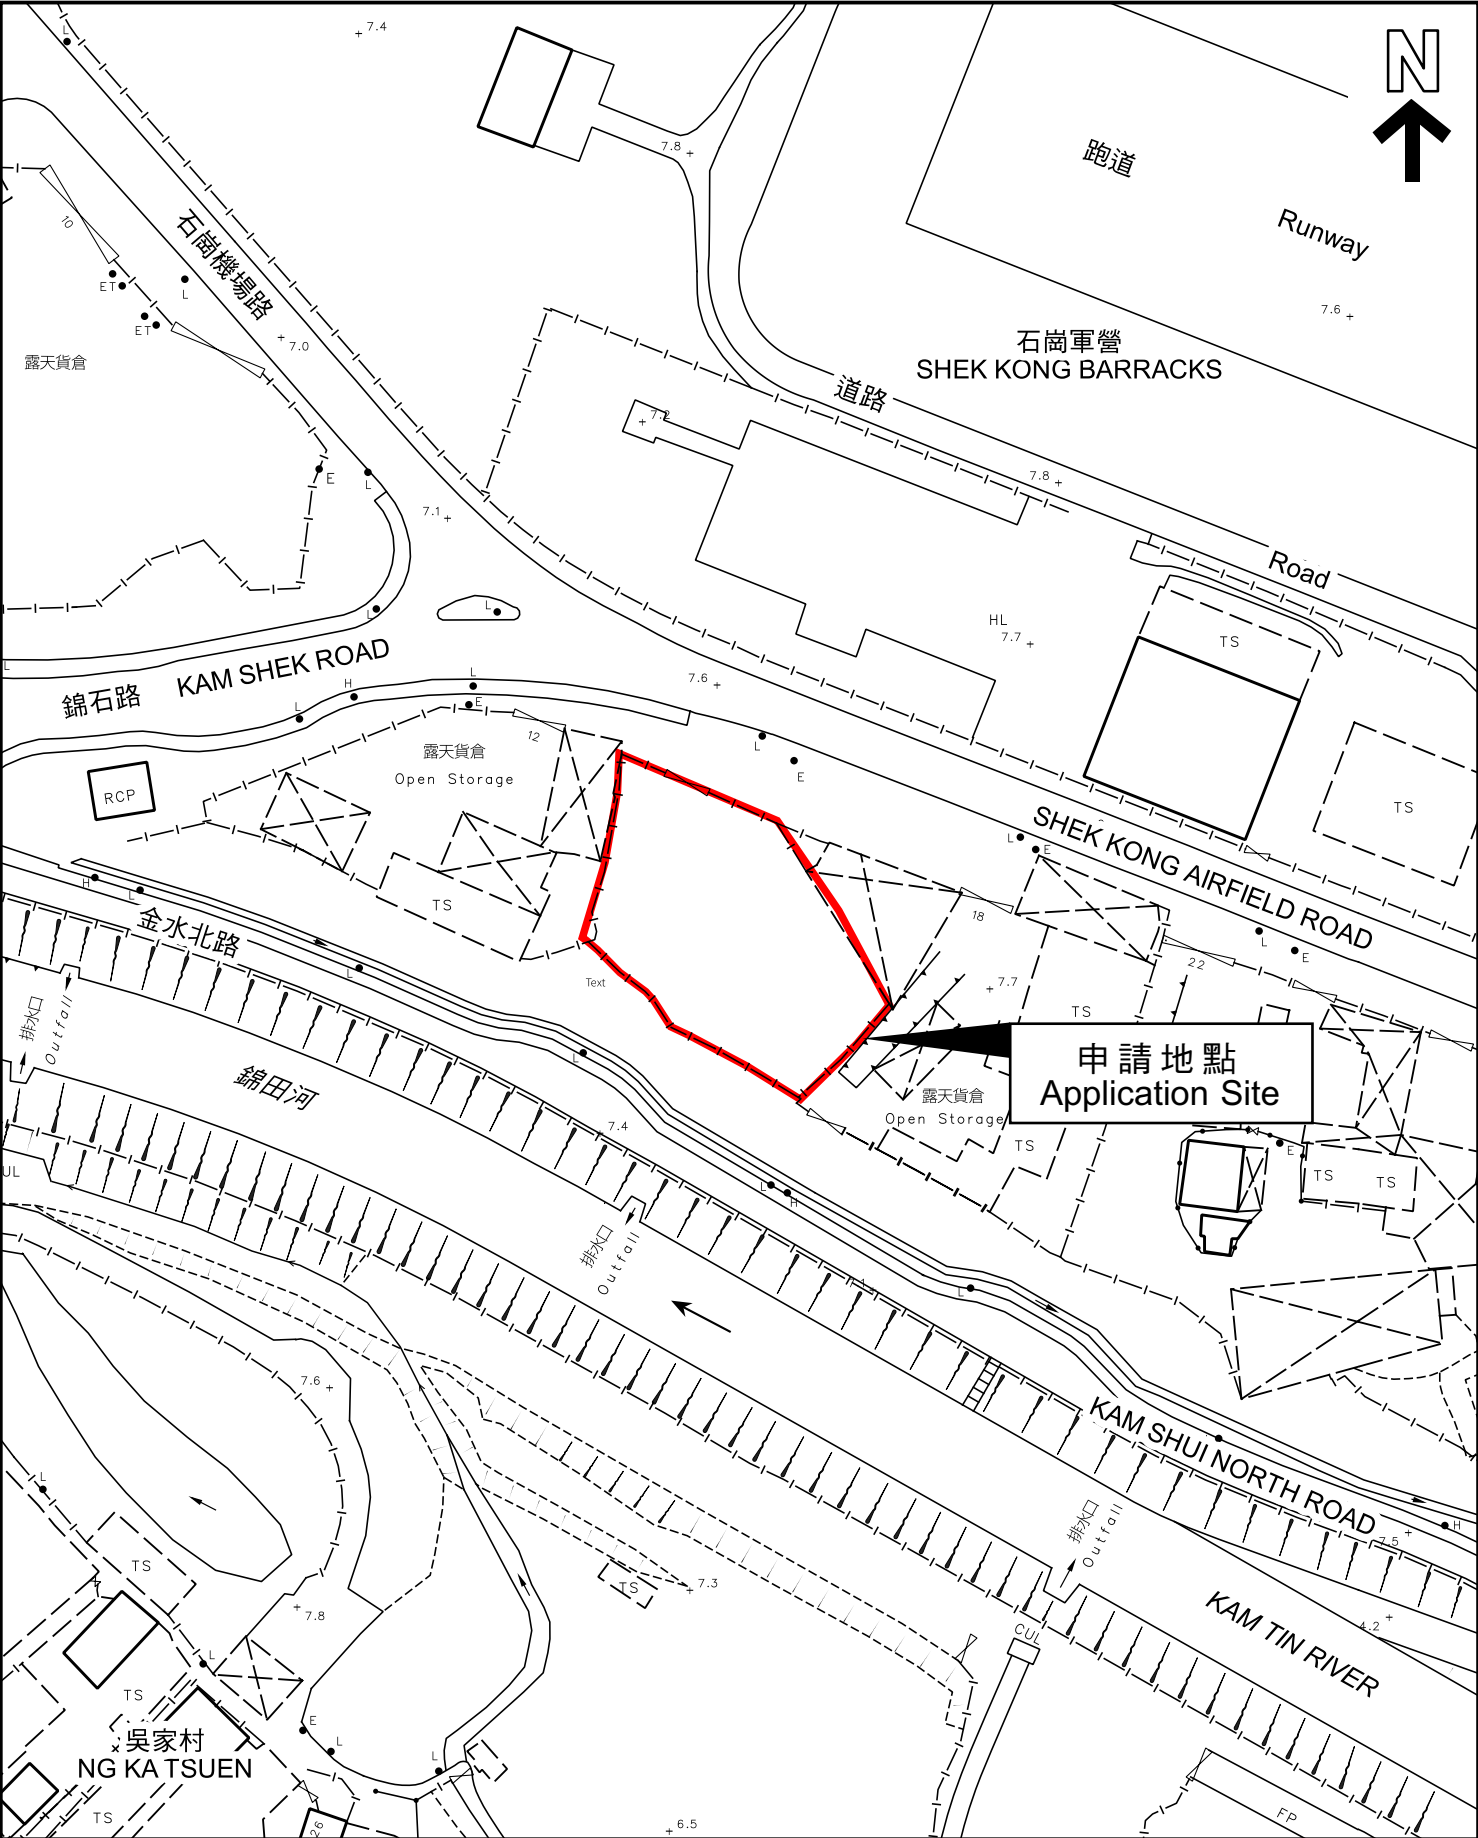 L
7.4
N
7.8
跑道
Runway
10
石崗機場路
ET
L
ET
7.0
7.6
露天貨倉
石崗軍營
SHEK KONG BARRACKS
道路
7.2
E
L
7.8
7.1
Road
L
L
HL
7.7
TS
L
錦石路
KAM SHEK ROAD
H
L
L
E
7.6
12
露天貨倉
Open Storage
L
E
RCP
TS
SHEK KONG AIRFIELD ROAD
L
E
H
L
TS
18
金水北路
L
L
E
22
Text
7.7
TS
排水口
Outfall
L
申請地點
Application Site
錦田河
露天貨倉
Open Storage
7.4
TS
E
TS
TS
UL
L
H
排水口
Outfall
L
7.6
KAM SHUI NORTH ROAD
L
H
7.5
排水口
Outfall
TS
TS
7.3
KAM TIN RIVER
4.2
7.8
CUL
L
TS
E
L
吳家村
NG KA TSUEN
L
TS
26
6.5
FP